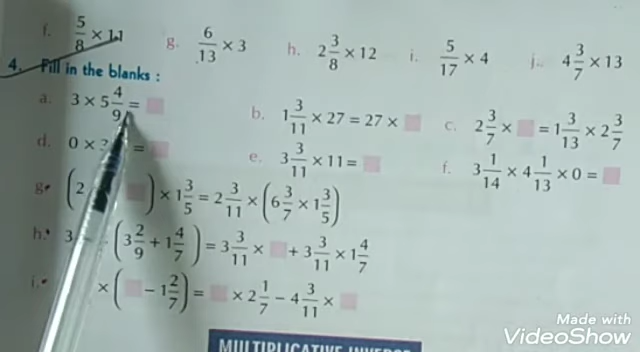 f. 5/8 × 11 g. 6/13 × 3 h. 2 3/8 × 12 i. 5/17 × 4 j. 4 3/7 × 13
4. Fill in the blanks :
a. 3 × 5 4/9 = □ b. 1 3/11 × 27 = 27 × □ c. 2 3/7 × □ = 1 3/13 × 2 3/7
d. 0 × = □ e. 3 3/11 × 11 = □ f. 3 1/14 × 4 1/13 × 0 = □
g. (2 □) × 1 3/5 = 2 3/11 × (6 3/7 × 1 3/5)
h. 3 (3 2/9 + 1 4/7) = 3 3/11 × □ + 3 3/11 × 1 4/7
i. × (□ − 1 2/7) = □ × 2 1/7 − 4 3/11 × □
MULTIPLICATIVE INVERSE
Made with
VideoShow